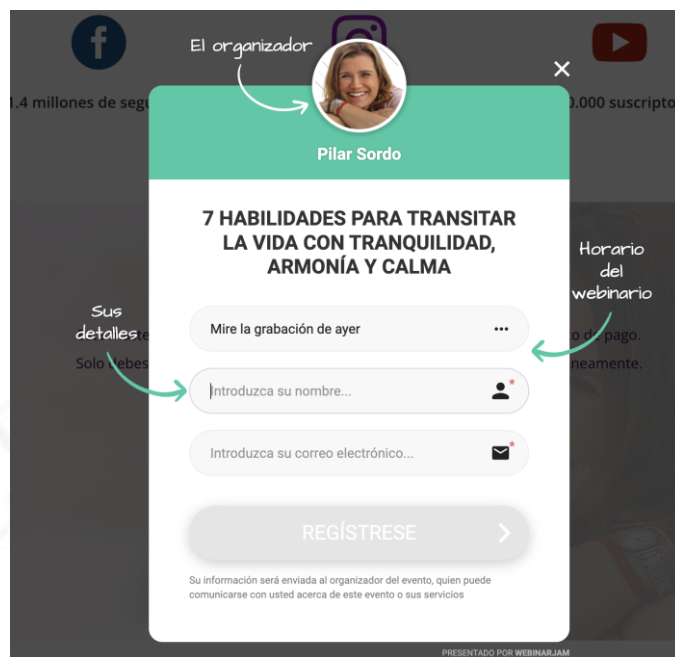 El organizador
1.4 millones de segu
0.000 suscripto
Pilar Sordo
7 HABILIDADES PARA TRANSITAR
LA VIDA CON TRANQUILIDAD,
ARMONÍA Y CALMA
Horario
del
webinario
Sus
detalles
Mire la grabación de ayer
o de pago.
Solo debes
neamente.
Introduzca su nombre...
Introduzca su correo electrónico...
REGÍSTRESE
Su información será enviada al organizador del evento, quien puede
comunicarse con usted acerca de este evento o sus servicios
PRESENTADO POR WEBINARJAM